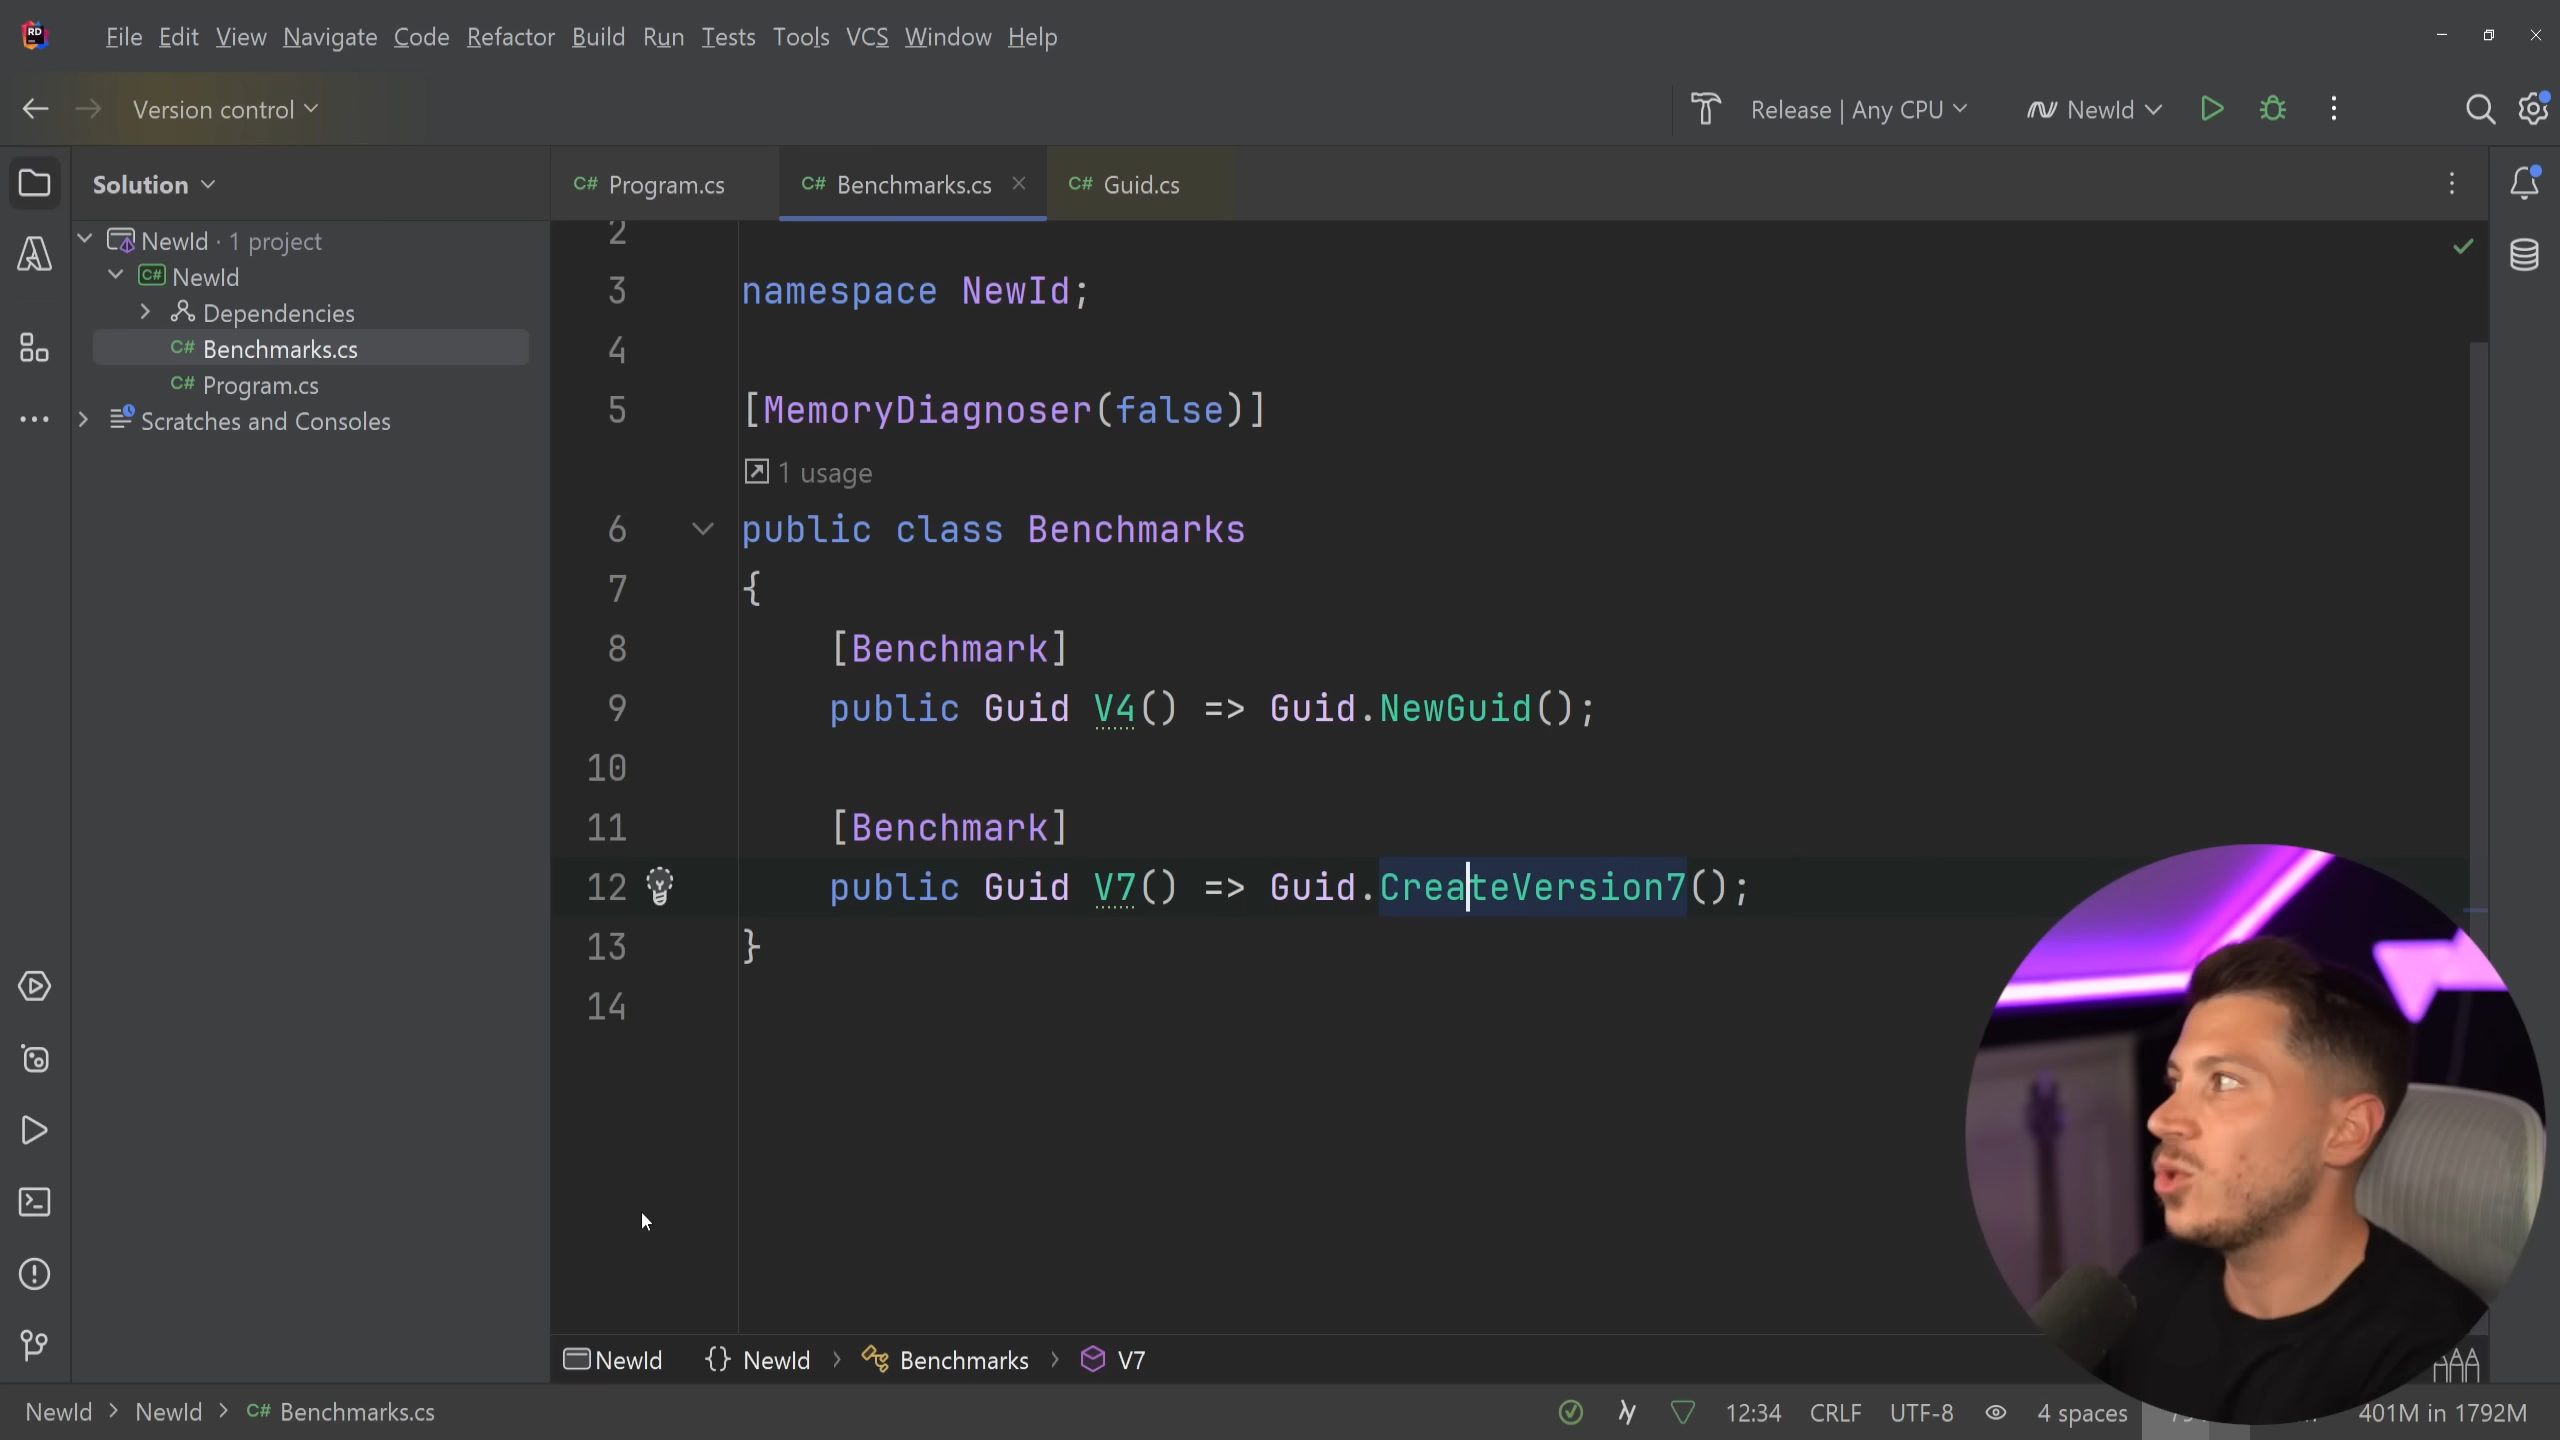 RD
File Edit View Navigate Code Refactor Build Run Tests Tools VCS Window Help
Version control
Release | Any CPU
NewId
Solution
C# Program.cs
C# Benchmarks.cs
C# Guid.cs
NewId · 1 project
C# NewId
Dependencies
C# Benchmarks.cs
C# Program.cs
Scratches and Consoles
2
3 namespace NewId;
4
5 [MemoryDiagnoser(false)]
1 usage
6 public class Benchmarks
7 {
8 [Benchmark]
9 public Guid V4() => Guid.NewGuid();
10
11 [Benchmark]
12 public Guid V7() => Guid.CreateVersion7();
13 }
14
NewId {} NewId Benchmarks V7
NewId NewId C# Benchmarks.cs
12:34 CRLF UTF-8 4 spaces
401M in 1792M